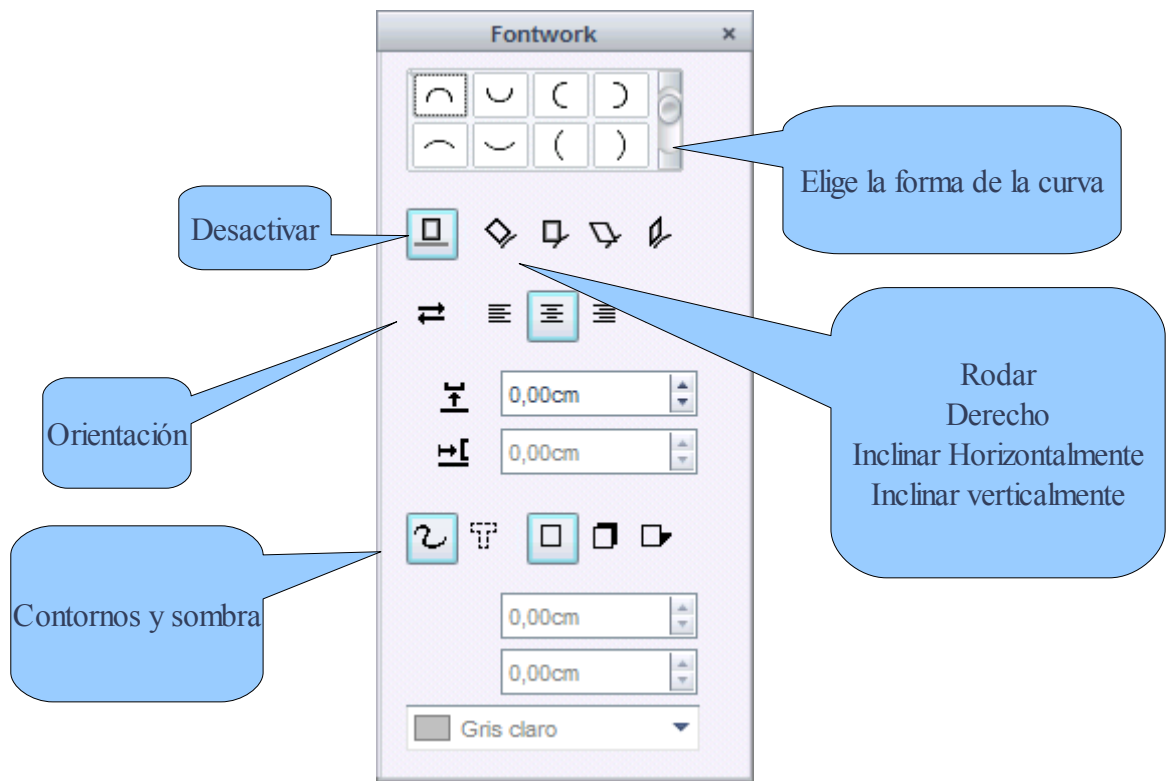 Fontwork
Elige la forma de la curva
Desactivar
Rodar
Derecho
Inclinar Horizontalmente
Inclinar verticalmente
Orientación
0,00cm
0,00cm
Contornos y sombra
0,00cm
0,00cm
Gris claro